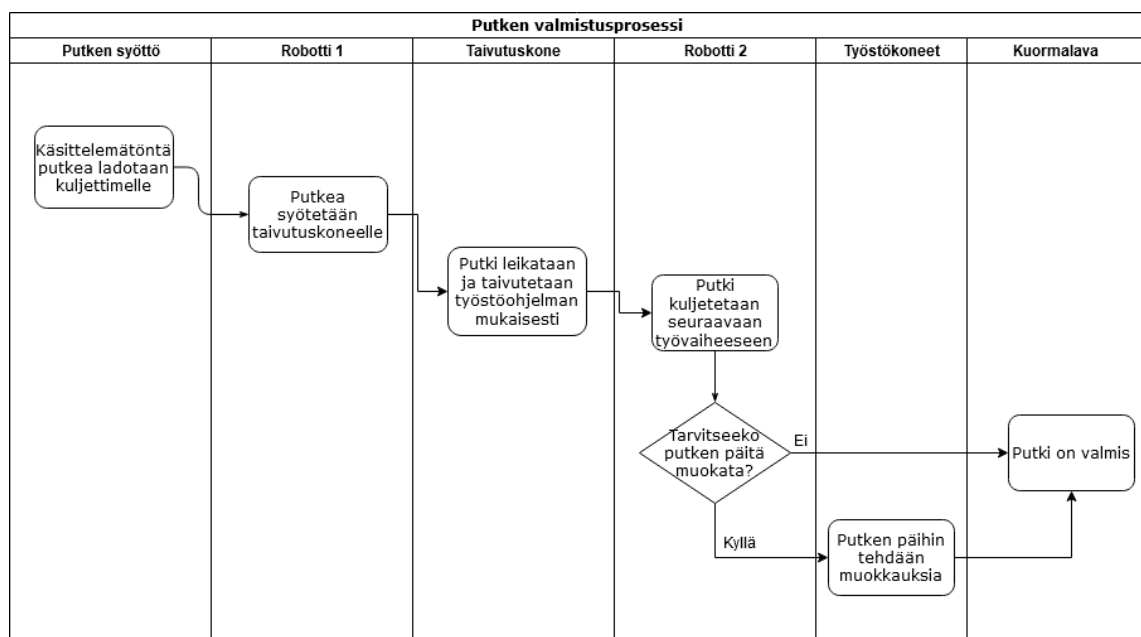 Putken valmistusprosessi
Putken syöttö
Robotti 1
Taivutuskone
Robotti 2
Työstökoneet
Kuormalava
Käsittelemätöntä
putkea ladotaan
kuljettimelle
Putkea
syötetään
taivutuskoneelle
Putki leikataan
ja taivutetaan
työstöohjelman
mukaisesti
Putki
kuljetetaan
seuraavaan
työvaiheeseen
Tarvitseeko
putken päitä
muokata?
Ei
Putki on valmis
Kyllä
Putken päihin
tehdään
muokkauksia